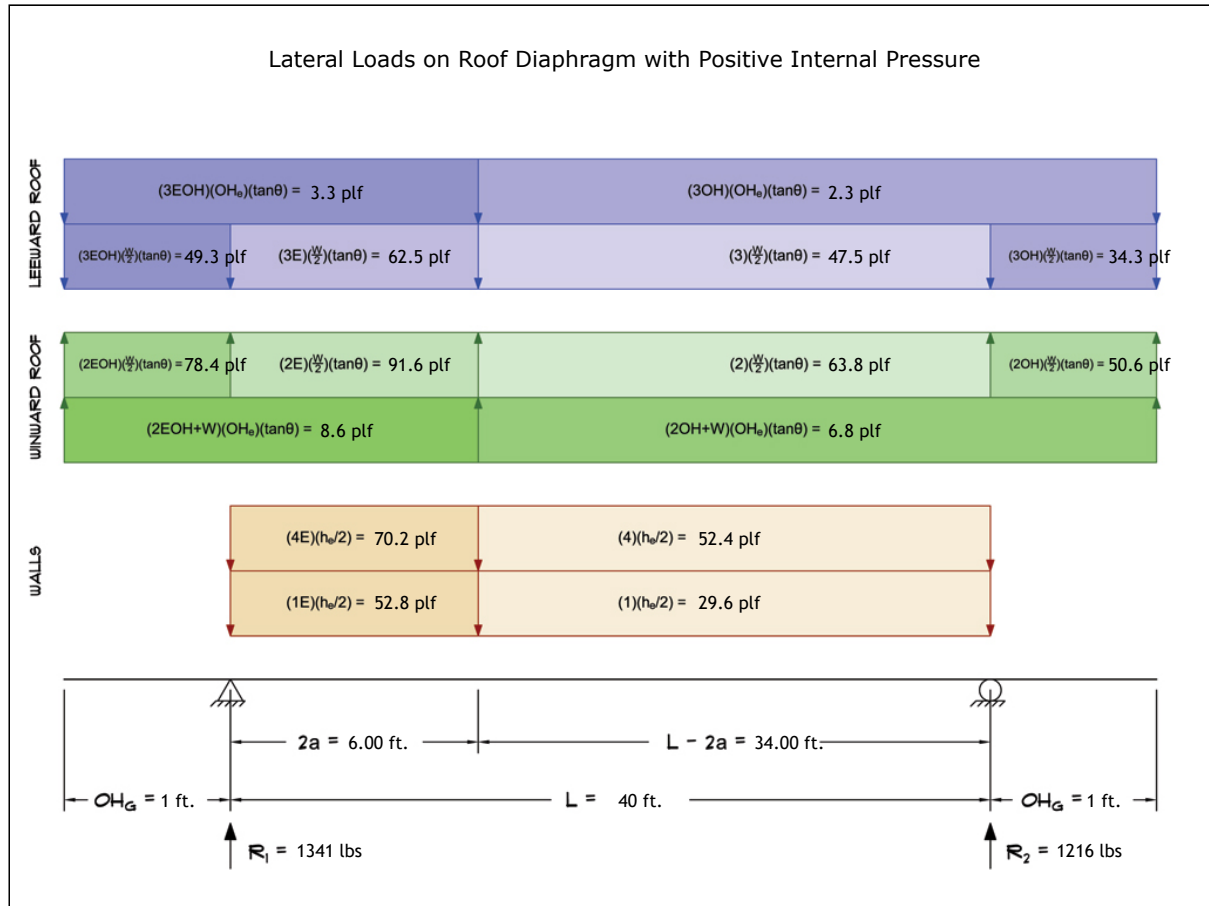 Lateral Loads on Roof Diaphragm with Positive Internal Pressure
LEEWARD ROOF
(3EOH)(OHₑ)(tanθ) = 3.3 plf
(3OH)(OHₑ)(tanθ) = 2.3 plf
(3EOH)(W/2)(tanθ) = 49.3 plf
(3E)(W/2)(tanθ) = 62.5 plf
(3)(W/2)(tanθ) = 47.5 plf
(3OH)(W/2)(tanθ) = 34.3 plf
WINWARD ROOF
(2EOH)(W/2)(tanθ) = 78.4 plf
(2E)(W/2)(tanθ) = 91.6 plf
(2)(W/2)(tanθ) = 63.8 plf
(2OH)(W/2)(tanθ) = 50.6 plf
(2EOH+W)(OHₑ)(tanθ) = 8.6 plf
(2OH+W)(OHₑ)(tanθ) = 6.8 plf
WALLS
(4E)(hₑ/2) = 70.2 plf
(4)(hₑ/2) = 52.4 plf
(1E)(hₑ/2) = 52.8 plf
(1)(hₑ/2) = 29.6 plf
2a = 6.00 ft.
L - 2a = 34.00 ft.
OHG = 1 ft.
L = 40 ft.
OHG = 1 ft.
R₁ = 1341 lbs
R₂ = 1216 lbs